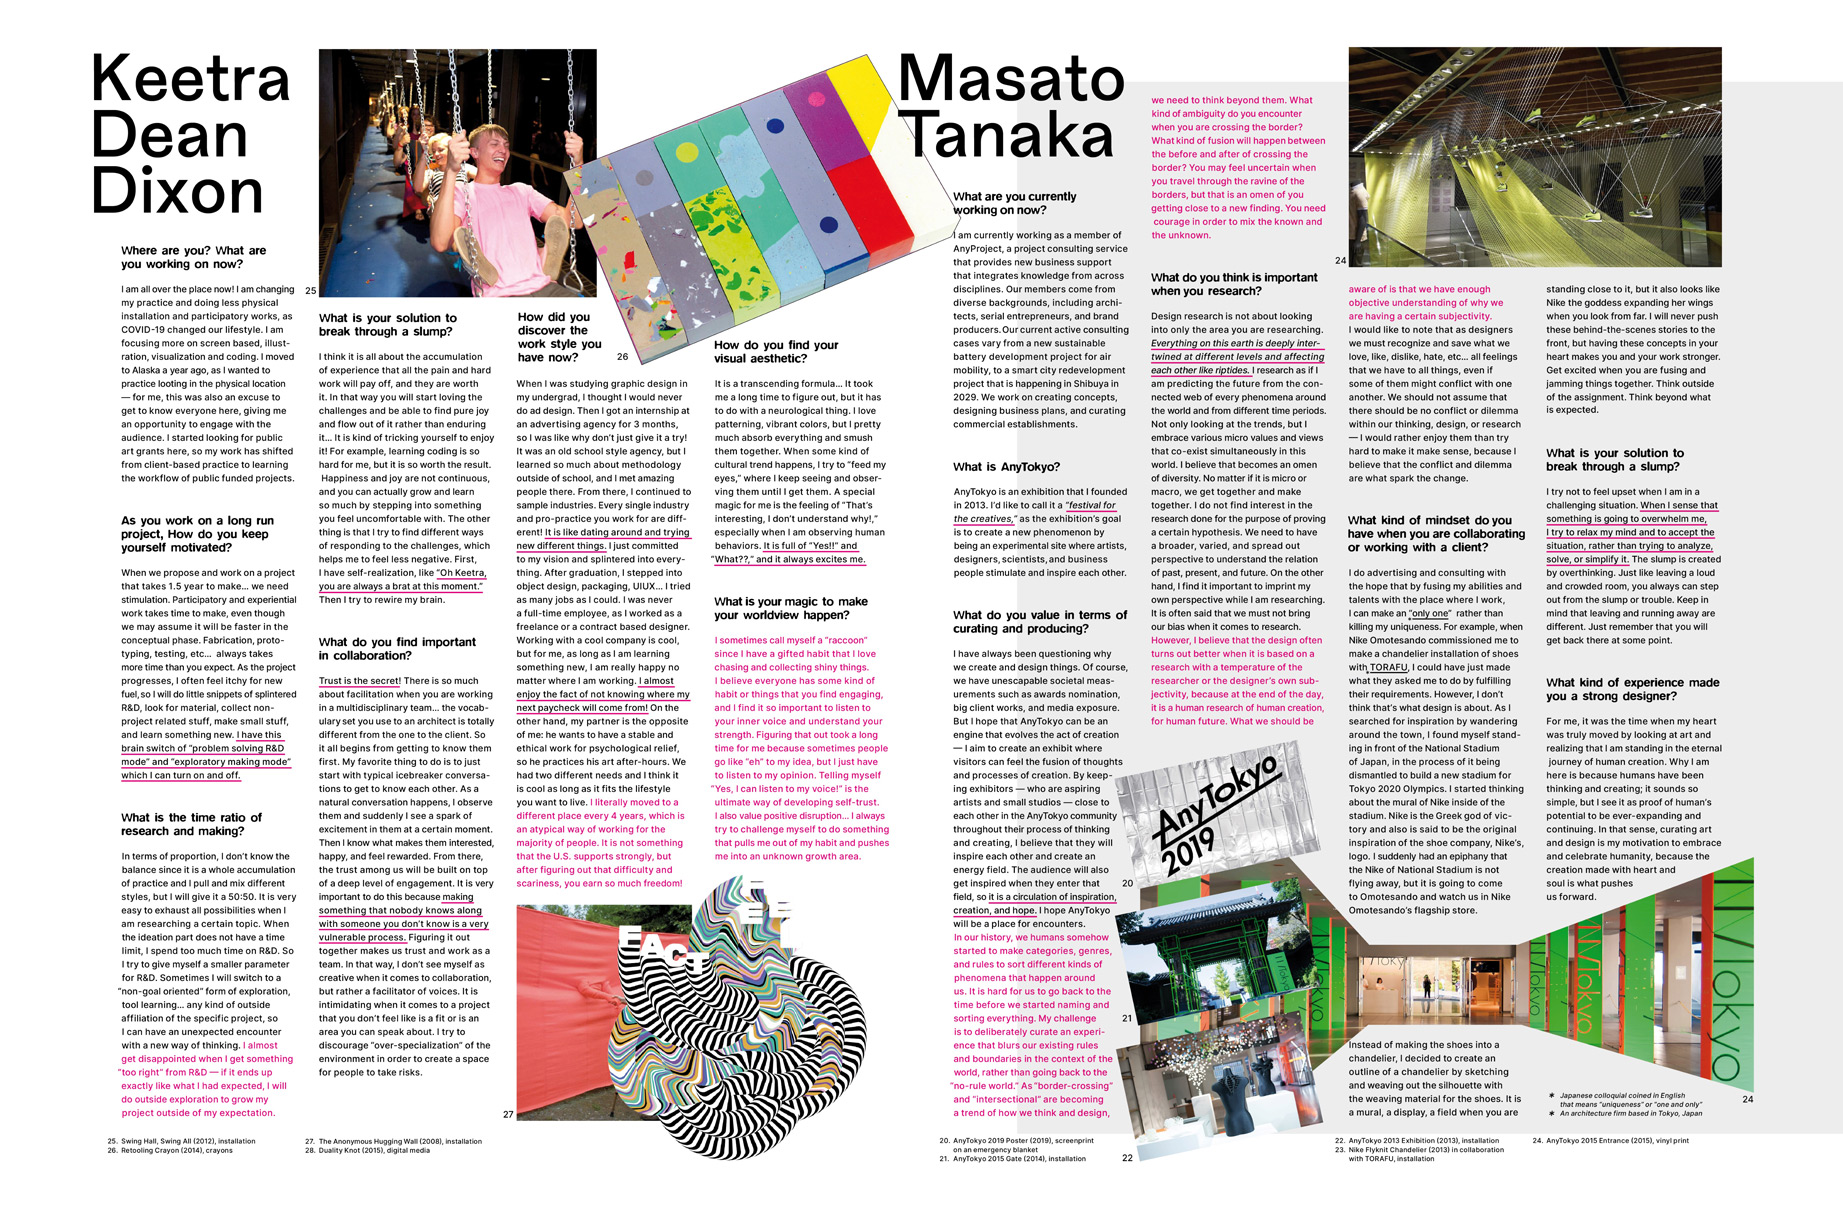 Keetra
Dean
Dixon
Where are you? What are
you working on now?
I am all over the place now! I am changing
my practice and doing less physical
installation and participatory works, as
COVID-19 changed our lifestyle. I am
focusing more on screen based, illust-
ration, visualization and coding. I moved
to Alaska a year ago, as I wanted to
practice looting in the physical location
— for me, this was also an excuse to
get to know everyone here, giving me
an opportunity to engage with the
audience. I started looking for public
art grants here, so my work has shifted
from client-based practice to learning
the workflow of public funded projects.
As you work on a long run
project, How do you keep
yourself motivated?
When we propose and work on a project
that takes 1.5 year to make... we need
stimulation. Participatory and experiential
work takes time to make, even though
we may assume it will be faster in the
conceptual phase. Fabrication, proto-
typing, testing, etc... always takes
more time than you expect. As the project
progresses, I often feel itchy for new
fuel, so I will do little snippets of splintered
R&D, look for material, collect non-
project related stuff, make small stuff,
and learn something new. I have this
brain switch of "problem solving R&D
mode" and "exploratory making mode"
which I can turn on and off.
What is the time ratio of
research and making?
In terms of proportion, I don't know the
balance since it is a whole accumulation
of practice and I pull and mix different
styles, but I will give it a 50:50. It is very
easy to exhaust all possibilities when I
am researching a certain topic. When
the ideation part does not have a time
limit, I spend too much time on R&D. So
I try to give myself a smaller parameter
for R&D. Sometimes I will switch to a
"non-goal oriented" form of exploration,
tool learning... any kind of outside
affiliation of the specific project, so
I can have an unexpected encounter
with a new way of thinking. I almost
get disappointed when I get something
"too right" from R&D — if it ends up
exactly like what I had expected, I will
do outside exploration to grow my
project outside of my expectation.
25
What is your solution to
break through a slump?
I think it is all about the accumulation
of experience that all the pain and hard
work will pay off, and they are worth
it. In that way you will start loving the
challenges and be able to find pure joy
and flow out of it rather than enduring
it... It is kind of tricking yourself to enjoy
it! For example, learning coding is so
hard for me, but it is so worth the result.
Happiness and joy are not continuous,
and you can actually grow and learn
so much by stepping into something
you feel uncomfortable with. The other
thing is that I try to find different ways
of responding to the challenges, which
helps me to feel less negative. First,
I have self-realization, like "Oh Keetra,
you are always a brat at this moment."
Then I try to rewire my brain.
What do you find important
in collaboration?
Trust is the secret! There is so much
about facilitation when you are working
in a multidisciplinary team... the vocab-
ulary set you use to an architect is totally
different from the one to the client. So
it all begins from getting to know them
first. My favorite thing to do is to just
start with typical icebreaker conversa-
tions to get to know each other. As a
natural conversation happens, I observe
them and suddenly I see a spark of
excitement in them at a certain moment.
Then I know what makes them interested,
happy, and feel rewarded. From there,
the trust among us will be built on top
of a deep level of engagement. It is very
important to do this because making
something that nobody knows along
with someone you don't know is a very
vulnerable process. Figuring it out
together makes us trust and work as a
team. In that way, I don't see myself as
creative when it comes to collaboration,
but rather a facilitator of voices. It is
intimidating when it comes to a project
that you don't feel like is a fit or is an
area you can speak about. I try to
discourage "over-specialization" of the
environment in order to create a space
for people to take risks.
How did you
discover the
work style you
have now?
26
When I was studying graphic design in
my undergrad, I thought I would never
do ad design. Then I got an internship at
an advertising agency for 3 months,
so I was like why don't just give it a try!
It was an old school style agency, but I
learned so much about methodology
outside of school, and I met amazing
people there. From there, I continued to
sample industries. Every single industry
and pro-practice you work for are diff-
erent! It is like dating around and trying
new different things. I just committed
to my vision and splintered into every-
thing. After graduation, I stepped into
object design, packaging, UIUX... I tried
as many jobs as I could. I was never
a full-time employee, as I worked as a
freelance or a contract based designer.
Working with a cool company is cool,
but for me, as long as I am learning
something new, I am really happy no
matter where I am working. I almost
enjoy the fact of not knowing where my
next paycheck will come from! On the
other hand, my partner is the opposite
of me: he wants to have a stable and
ethical work for psychological relief,
so he practices his art after-hours. We
had two different needs and I think it
is cool as long as it fits the lifestyle
you want to live. I literally moved to a
different place every 4 years, which is
an atypical way of working for the
majority of people. It is not something
that the U.S. supports strongly, but
after figuring out that difficulty and
scariness, you earn so much freedom!
How do you find your
visual aesthetic?
It is a transcending formula... It took
me a long time to figure out, but it has
to do with a neurological thing. I love
patterning, vibrant colors, but I pretty
much absorb everything and smush
them together. When some kind of
cultural trend happens, I try to "feed my
eyes," where I keep seeing and obser-
ving them until I get them. A special
magic for me is the feeling of "That's
interesting, I don't understand why!,"
especially when I am observing human
behaviors. It is full of "Yes!!" and
"What??," and it always excites me.
What is your magic to make
your worldview happen?
I sometimes call myself a "raccoon"
since I have a gifted habit that I love
chasing and collecting shiny things.
I believe everyone has some kind of
habit or things that you find engaging,
and I find it so important to listen to
your inner voice and understand your
strength. Figuring that out took a long
time for me because sometimes people
go like "eh" to my idea, but I just have
to listen to my opinion. Telling myself
"Yes, I can listen to my voice!" is the
ultimate way of developing self-trust.
I also value positive disruption... I always
try to challenge myself to do something
that pulls me out of my habit and pushes
me into an unknown growth area.
27
25. Swing Hall, Swing All (2012), installation
26. Retooling Crayon (2014), crayons
27. The Anonymous Hugging Wall (2008), installation
28. Duality Knot (2015), digital media
Masato
Tanaka
What are you currently
working on now?
I am currently working as a member of
AnyProject, a project consulting service
that provides new business support
that integrates knowledge from across
disciplines. Our members come from
diverse backgrounds, including archi-
tects, serial entrepreneurs, and brand
producers. Our current active consulting
cases vary from a new sustainable
battery development project for air
mobility, to a smart city redevelopment
project that is happening in Shibuya in
2029. We work on creating concepts,
designing business plans, and curating
commercial establishments.
What is AnyTokyo?
AnyTokyo is an exhibition that I founded
in 2013. I'd like to call it a "festival for
the creatives," as the exhibition's goal
is to create a new phenomenon by
being an experimental site where artists,
designers, scientists, and business
people stimulate and inspire each other.
What do you value in terms of
curating and producing?
I have always been questioning why
we create and design things. Of course,
we have unescapable societal meas-
urements such as awards nomination,
big client works, and media exposure.
But I hope that AnyTokyo can be an
engine that evolves the act of creation
— I aim to create an exhibit where
visitors can feel the fusion of thoughts
and processes of creation. By keep-
ing exhibitors — who are aspiring
artists and small studios — close to
each other in the AnyTokyo community
throughout their process of thinking
and creating, I believe that they will
inspire each other and create an
energy field. The audience will also
get inspired when they enter that
field, so it is a circulation of inspiration,
creation, and hope. I hope AnyTokyo
will be a place for encounters.
In our history, we humans somehow
started to make categories, genres,
and rules to sort different kinds of
phenomena that happen around
us. It is hard for us to go back to the
time before we started naming and
sorting everything. My challenge
is to deliberately curate an experi-
ence that blurs our existing rules
and boundaries in the context of the
world, rather than going back to the
"no-rule world." As "border-crossing"
and "intersectional" are becoming
a trend of how we think and design,
we need to think beyond them. What
kind of ambiguity do you encounter
when you are crossing the border?
What kind of fusion will happen between
the before and after of crossing the
border? You may feel uncertain when
you travel through the ravine of the
borders, but that is an omen of you
getting close to a new finding. You need
courage in order to mix the known and
the unknown.
What do you think is important
when you research?
Design research is not about looking
into only the area you are researching.
Everything on this earth is deeply inter-
twined at different levels and affecting
each other like riptides. I research as if I
am predicting the future from the con-
nected web of every phenomena around
the world and from different time periods.
Not only looking at the trends, but I
embrace various micro values and views
that co-exist simultaneously in this
world. I believe that becomes an omen
of diversity. No matter if it is micro or
macro, we get together and make
together. I do not find interest in the
research done for the purpose of proving
a certain hypothesis. We need to have
a broader, varied, and spread out
perspective to understand the relation
of past, present, and future. On the other
hand, I find it important to imprint my
own perspective while I am researching.
It is often said that we must not bring
our bias when it comes to research.
However, I believe that the design often
turns out better when it is based on a
research with a temperature of the
researcher or the designer's own sub-
jectivity, because at the end of the day,
it is a human research of human creation,
for human future. What we should be
AnyTokyo
2019
20
21
22
24
aware of is that we have enough
objective understanding of why we
are having a certain subjectivity.
I would like to note that as designers
we must recognize and save what we
love, like, dislike, hate, etc... all feelings
that we have to all things, even if
some of them might conflict with one
another. We should not assume that
there should be no conflict or dilemma
within our thinking, design, or research
— I would rather enjoy them than try
hard to make it make sense, because I
believe that the conflict and dilemma
are what spark the change.
What kind of mindset do you
have when you are collaborating
or working with a client?
I do advertising and consulting with
the hope that by fusing my abilities and
talents with the place where I work,
I can make an "only one" rather than
killing my uniqueness. For example, when
Nike Omotesando commissioned me to
make a chandelier installation of shoes
with TORAFU, I could have just made
what they asked me to do by fulfilling
their requirements. However, I don't
think that's what design is about. As I
searched for inspiration by wandering
around the town, I found myself stand-
ing in front of the National Stadium
of Japan, in the process of it being
dismantled to build a new stadium for
Tokyo 2020 Olympics. I started thinking
about the mural of Nike inside of the
stadium. Nike is the Greek god of vic-
tory and also is said to be the original
inspiration of the shoe company, Nike's,
logo. I suddenly had an epiphany that
the Nike of National Stadium is not
flying away, but it is going to come
to Omotesando and watch us in Nike
Omotesando's flagship store.
Instead of making the shoes into a
chandelier, I decided to create an
outline of a chandelier by sketching
and weaving out the silhouette with
the weaving material for the shoes. It is
a mural, a display, a field when you are
standing close to it, but it also looks like
Nike the goddess expanding her wings
when you look from far. I will never push
these behind-the-scenes stories to the
front, but having these concepts in your
heart makes you and your work stronger.
Get excited when you are fusing and
jamming things together. Think outside
of the assignment. Think beyond what
is expected.
What is your solution to
break through a slump?
I try not to feel upset when I am in a
challenging situation. When I sense that
something is going to overwhelm me,
I try to relax my mind and to accept the
situation, rather than trying to analyze,
solve, or simplify it. The slump is created
by overthinking. Just like leaving a loud
and crowded room, you always can step
out from the slump or trouble. Keep in
mind that leaving and running away are
different. Just remember that you will
get back there at some point.
What kind of experience made
you a strong designer?
For me, it was the time when my heart
was truly moved by looking at art and
realizing that I am standing in the eternal
journey of human creation. Why I am
here is because humans have been
thinking and creating; it sounds so
simple, but I see it as proof of human's
potential to be ever-expanding and
continuing. In that sense, curating art
and design is my motivation to embrace
and celebrate humanity, because the
creation made with heart and
soul is what pushes
us forward.
* Japanese colloquial coined in English
that means "uniqueness" or "one and only"
* An architecture firm based in Tokyo, Japan
24
20. AnyTokyo 2019 Poster (2019), screenprint
on an emergency blanket
21. AnyTokyo 2015 Gate (2014), installation
22. AnyTokyo 2013 Exhibition (2013), installation
23. Nike Flyknit Chandelier (2013) in collaboration
with TORAFU, installation
24. AnyTokyo 2015 Entrance (2015), vinyl print